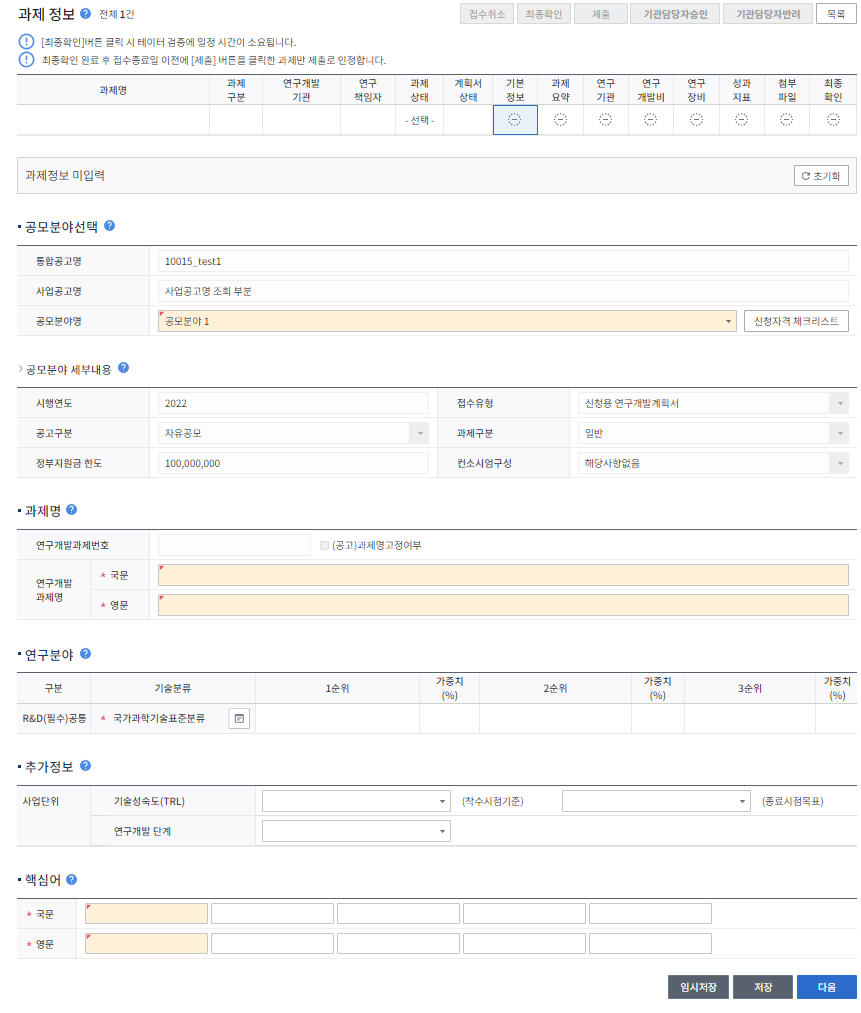 과제 정보 ? 전체 1건 접수취소 최종확인 제출 기관담당자승인 기관담당자반려 목록
! [최종확인]버튼 클릭 시 테이터 검증에 일정 시간이 소요됩니다.
! 최종확인 완료 후 접수종료일 이전에 [제출] 버튼을 클릭한 과제만 제출로 인정합니다.
과제명 과제 구분 연구개발 기관 연구 책임자 과제 상태 계획서 상태 기본 정보 과제 요약 연구 기관 연구 개발비 연구 장비 성과 지표 첨부 파일 최종 확인
- 선택 -
과제정보 미입력 초기화
공모분야선택 ?
통합공고명 10015_test1
사업공고명 사업공고명 조회 부분
공모분야명 공모분야 1 신청자격 체크리스트
> 공모분야 세부내용 ?
시행연도 2022 접수유형 신청용 연구개발계획서
공고구분 자유공모 과제구분 일반
정부지원금 한도 100,000,000 컨소시엄구성 해당사항없음
과제명 ?
연구개발과제번호 (공고)과제명고정여부
연구개발 과제명 * 국문
* 영문
연구분야 ?
구분 기술분류 1순위 가중치 (%) 2순위 가중치 (%) 3순위 가중치 (%)
R&D(필수)공통 * 국가과학기술표준분류
추가정보 ?
사업단위 기술성숙도(TRL) (착수시점기준) (종료시점목표)
연구개발 단계
핵심어 ?
* 국문
* 영문
임시저장 저장 다음